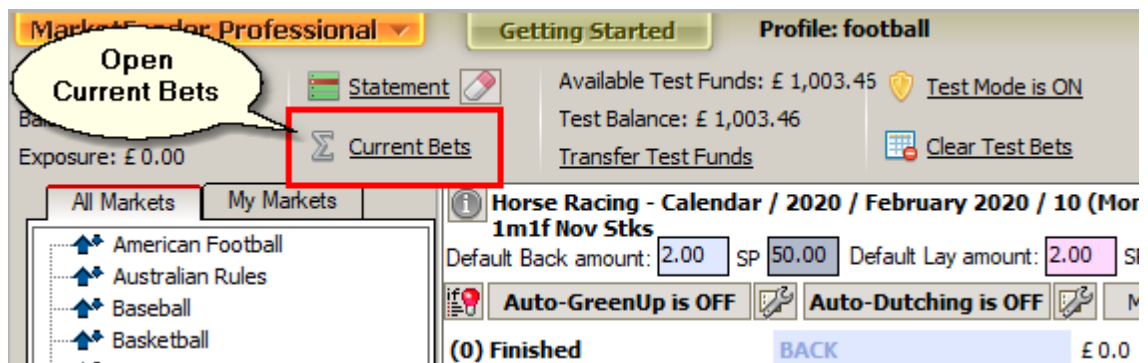 MarketFeeder Professional
Getting Started
Profile: football
Open
Current Bets
Statement
Available Test Funds: £ 1,003.46
Test Mode is ON
Test Balance: £ 1,003.46
Current Bets
Clear Test Bets
Exposure: £ 0.00
Transfer Test Funds
All Markets
My Markets
Horse Racing - Calendar / 2020 / February 2020 / 10 (Mon
1m1f Nov Stks
Default Back amount: 2.00 SP 50.00 Default Lay amount: 2.00 SP
American Football
Australian Rules
Baseball
Basketball
if
Auto-GreenUp is OFF
Auto-Dutching is OFF
(0) Finished
BACK
£ 0.0